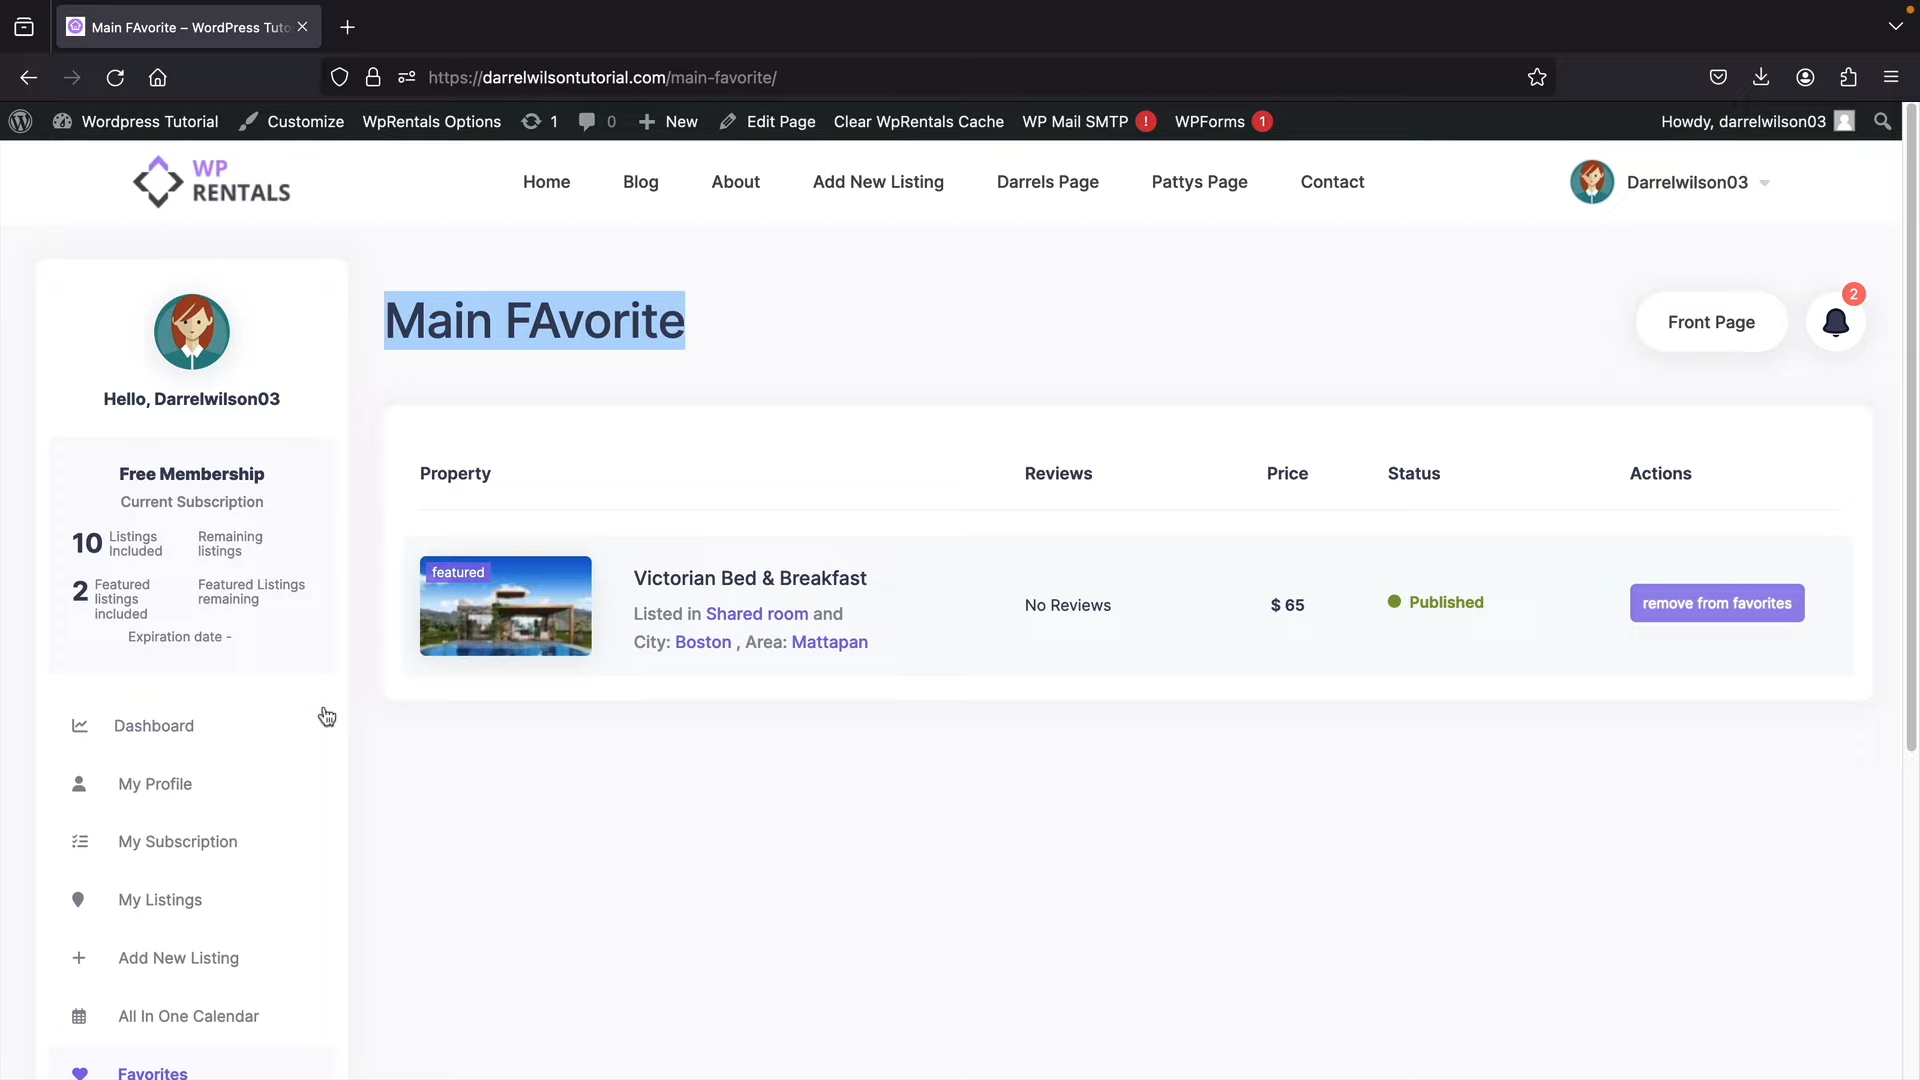 Main FAvorite – WordPress Tuto
https://darrelwilsontutorial.com/main-favorite/
Wordpress Tutorial Customize WpRentals Options 1 0 New Edit Page Clear WpRentals Cache WP Mail SMTP ! WPForms 1 Howdy, darrelwilson03
WP
RENTALS
Home Blog About Add New Listing Darrels Page Pattys Page Contact
Darrelwilson03
Hello, Darrelwilson03
Free Membership
Current Subscription
10 Listings
Included
Remaining
listings
2 Featured
listings
included
Featured Listings
remaining
Expiration date -
Dashboard
My Profile
My Subscription
My Listings
Add New Listing
All In One Calendar
Favorites
Main FAvorite
Front Page
2
Property Reviews Price Status Actions
featured
Victorian Bed & Breakfast
Listed in Shared room and
City: Boston , Area: Mattapan
No Reviews
$ 65
Published
remove from favorites